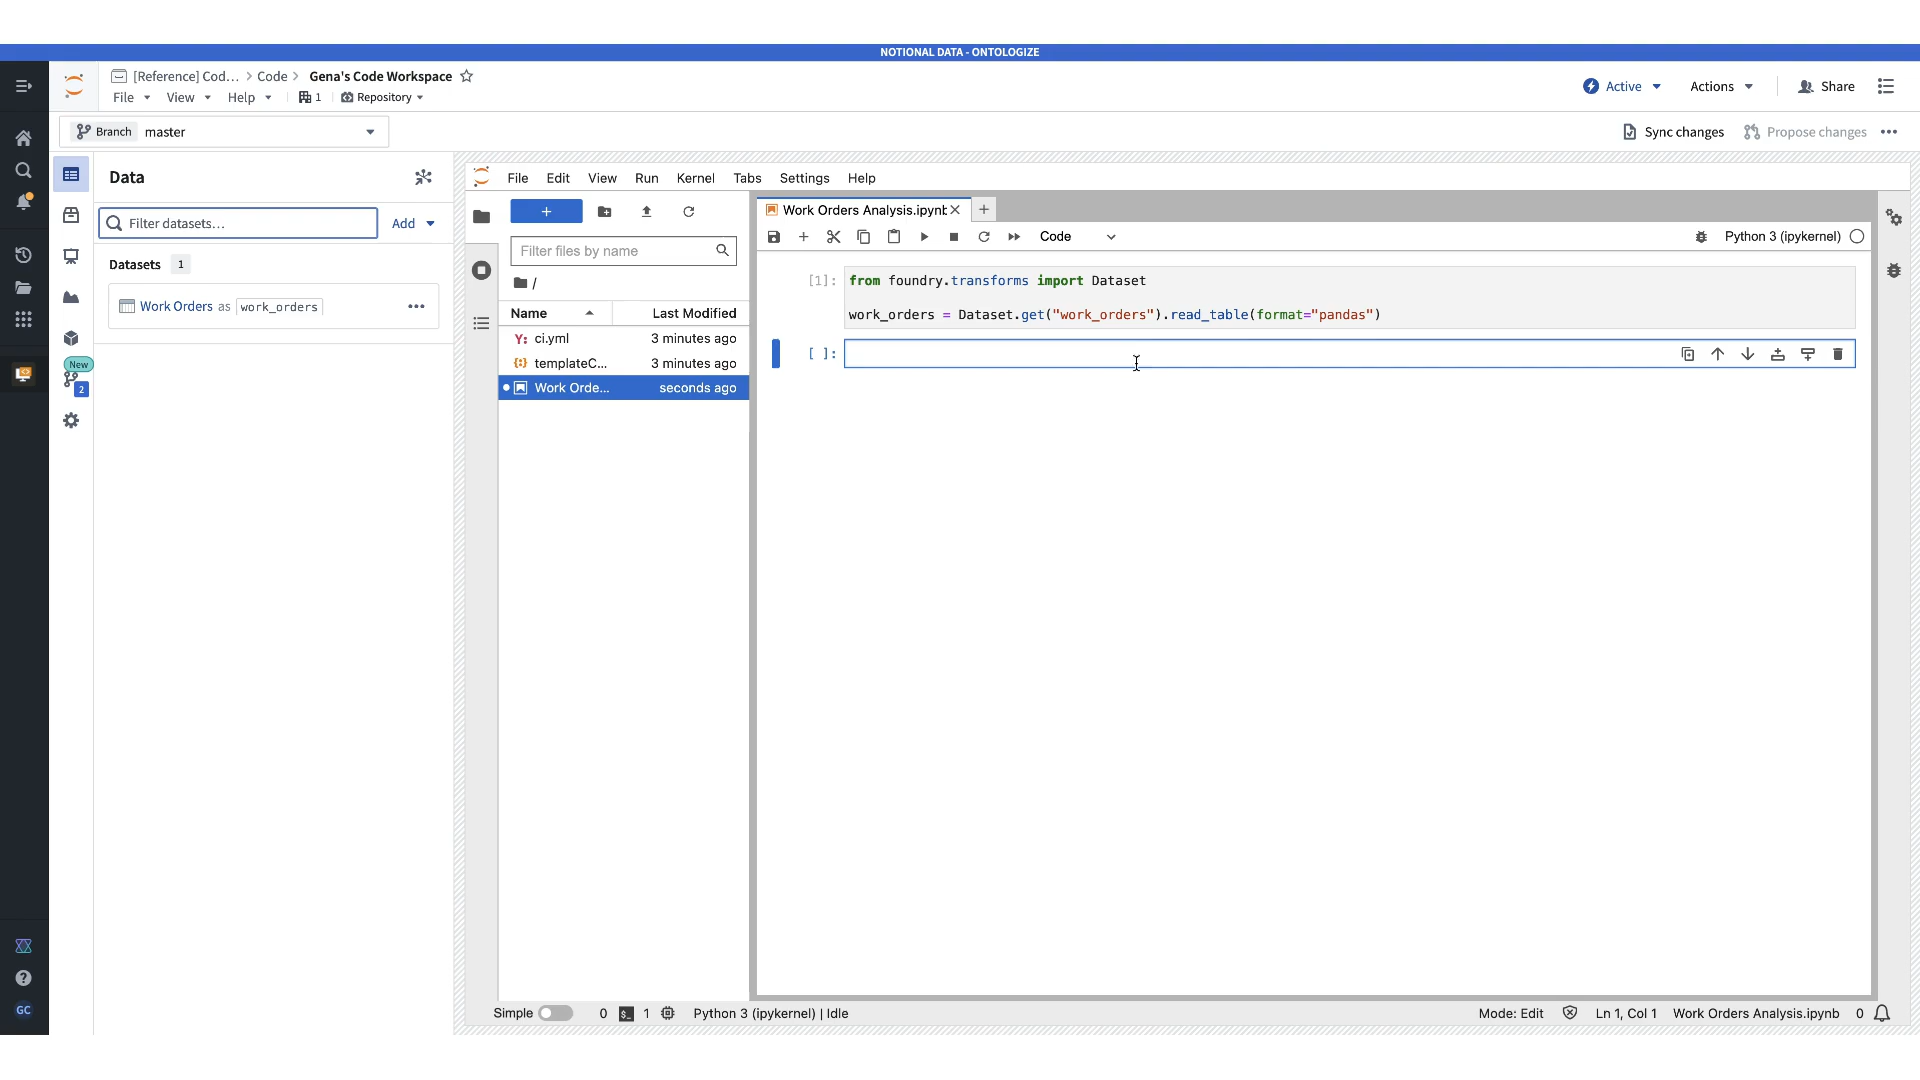 NOTIONAL DATA - ONTOLOGIZE
[Reference] Cod... > Code > Gena's Code Workspace
File View Help 1 Repository
Active Actions Share
Branch master
Sync changes Propose changes
Data
Filter datasets...
Add
Datasets 1
Work Orders as work_orders
New
2
GC
File Edit View Run Kernel Tabs Settings Help
+
Filter files by name
/
Name Last Modified
Y: ci.yml 3 minutes ago
templateC... 3 minutes ago
Work Orde... seconds ago
Work Orders Analysis.ipynb
Code
Python 3 (ipykernel)
[1]: from foundry.transforms import Dataset
work_orders = Dataset.get("work_orders").read_table(format="pandas")
[ ]:
Simple 0 $_ 1 Python 3 (ipykernel) | Idle
Mode: Edit Ln 1, Col 1 Work Orders Analysis.ipynb 0